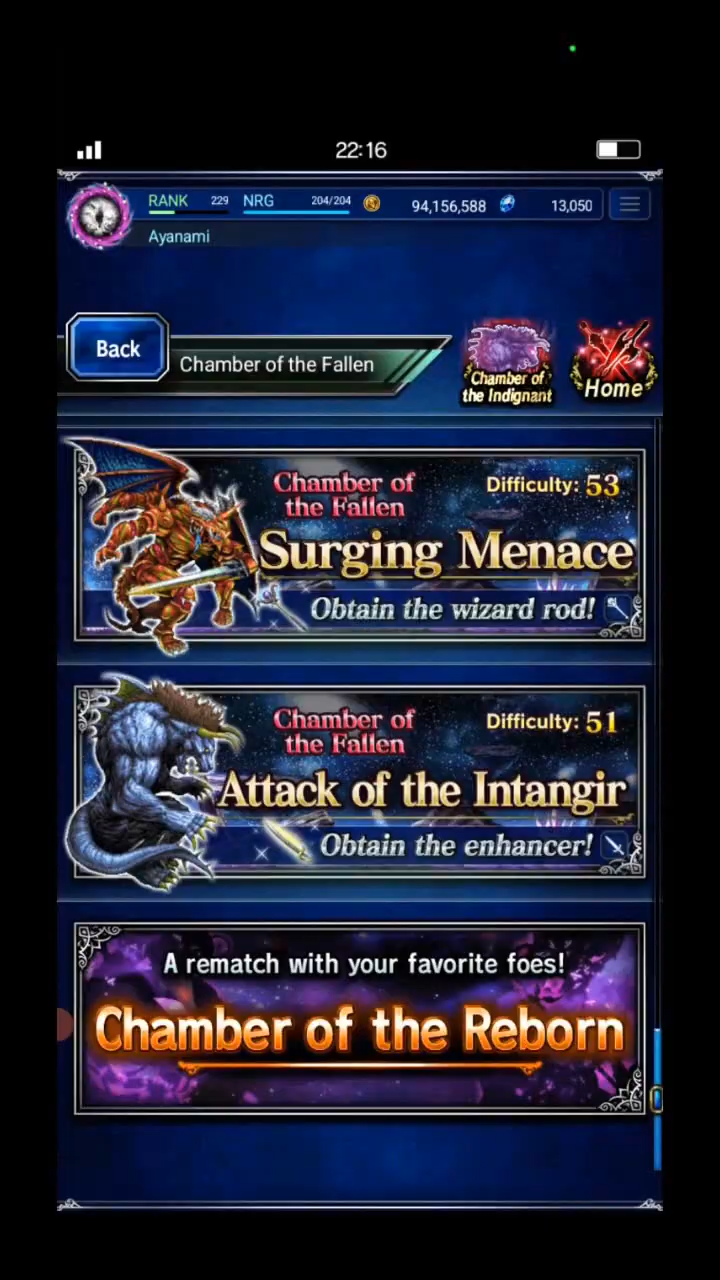 22:16
RANK 229 NRG 204/204 94,156,588 13,050
Ayanami
Back
Chamber of the Fallen
Chamber of
the Indignant
Home
Chamber of
the Fallen
Difficulty: 53
Surging Menace
Obtain the wizard rod!
Chamber of
the Fallen
Difficulty: 51
Attack of the Intangir
Obtain the enhancer!
A rematch with your favorite foes!
Chamber of the Reborn